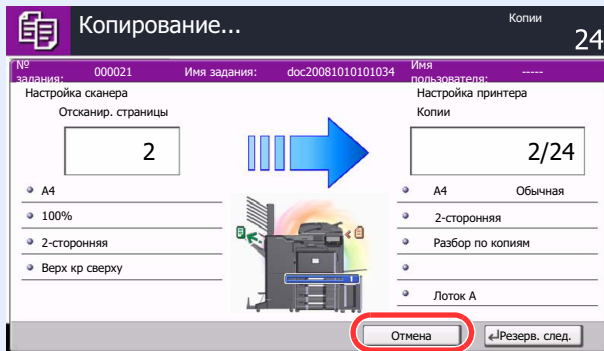 Копирование...
Копии
24
№ задания: 000021 Имя задания: doc20081010101034 Имя пользователя: -----
Настройка сканера
Отсканир. страницы
2
A4
100%
2-сторонняя
Верх кр сверху
Настройка принтера
Копии
2/24
A4 Обычная
2-сторонняя
Разбор по копиям
Лоток A
Отмена
Резерв. след.